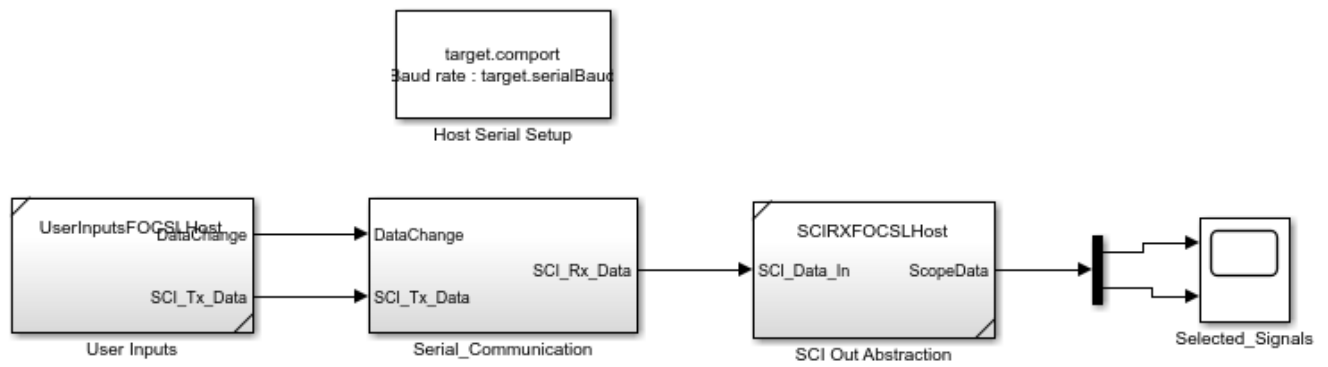 target.comport
Baud rate : target.serialBaud
Host Serial Setup
UserInputsFOCSLHost
DataChange
SCI_Tx_Data
User Inputs
DataChange
SCI_Tx_Data
SCI_Rx_Data
Serial_Communication
SCIRXFOCSLHost
SCI_Data_In
ScopeData
SCI Out Abstraction
Selected_Signals